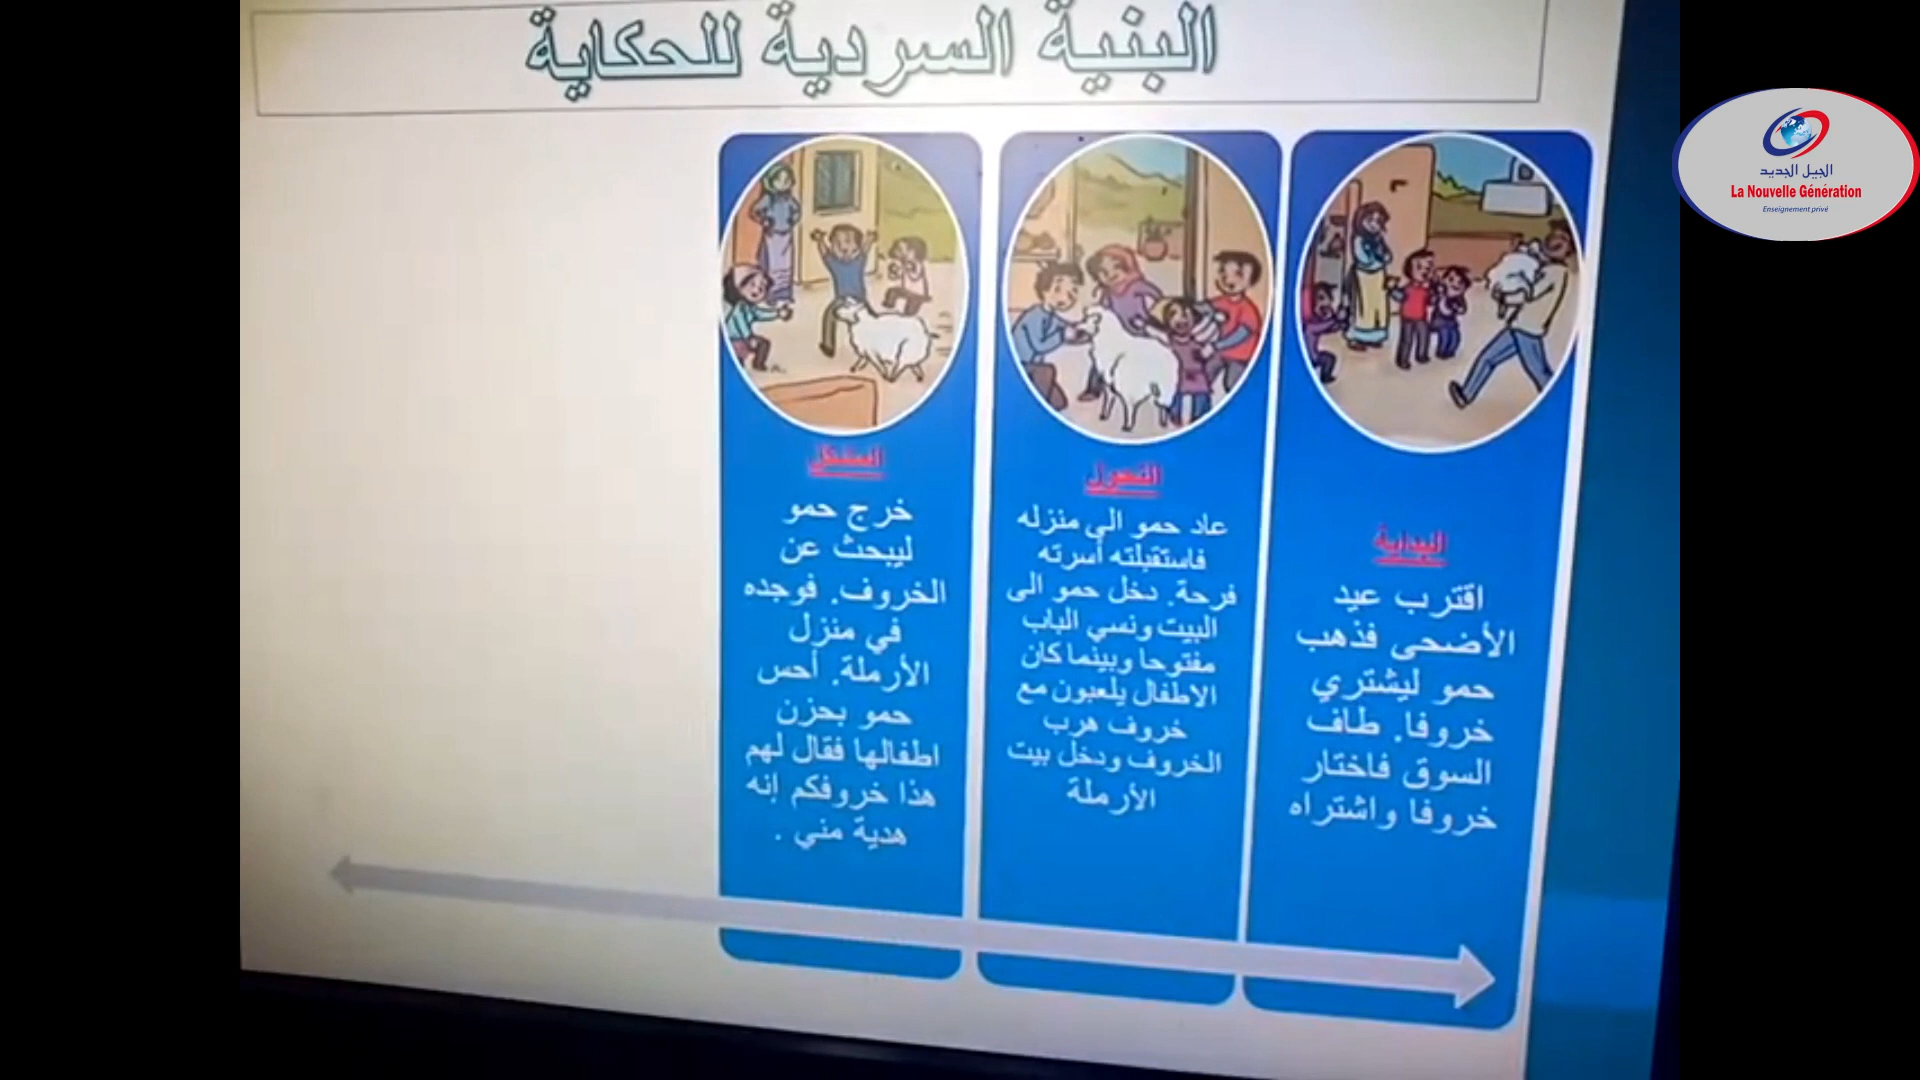 البنية السردية للحكاية
البداية
اقترب عيد
الأضحى فذهب
حمو ليشتري
خروفا. طاف
السوق فاختار
خروفا واشتراه
التحول
عاد حمو الى منزله
فاستقبلته أسرته
فرحة. دخل حمو الى
البيت ونسي الباب
مفتوحا وبينما كان
الاطفال يلعبون مع
خروف هرب
الخروف ودخل بيت
الأرملة
المشكل
خرج حمو
ليبحث عن
الخروف. فوجده
في منزل
الأرملة. أحس
حمو بحزن
اطفالها فقال لهم
هذا خروفكم إنه
هدية مني .
الجيل الجديد
La Nouvelle Génération
Enseignement privé